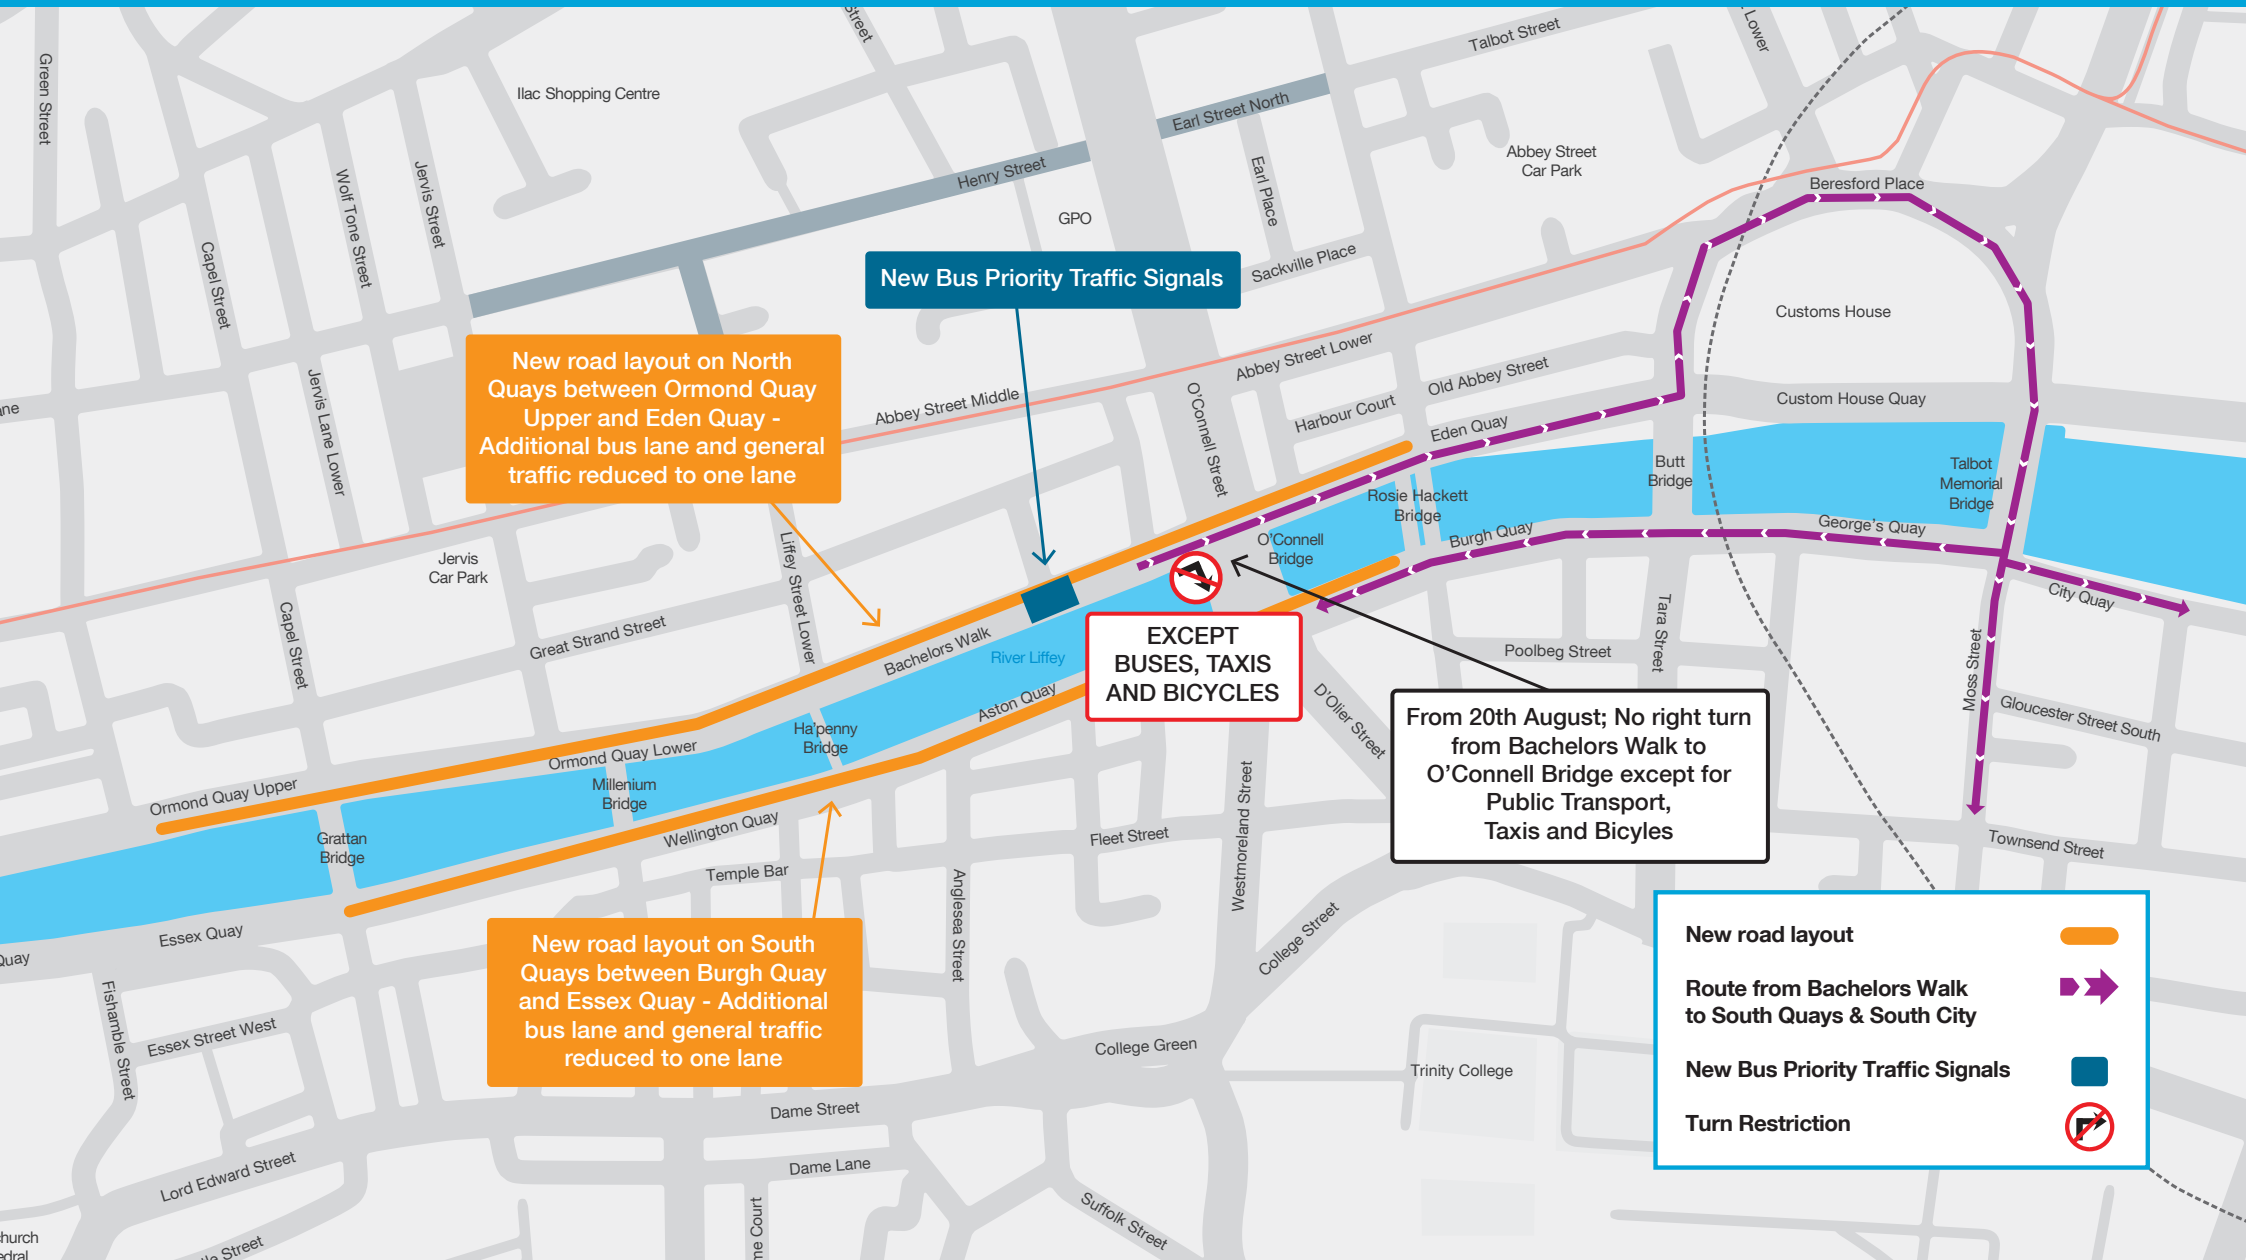 Green Street
Ilac Shopping Centre
Street
Talbot Street
Lower
Earl Street North
Henry Street
Earl Place
Abbey Street
Car Park
Beresford Place
Wolf Tone Street
Jervis Street
Capel Street
GPO
Sackville Place
New Bus Priority Traffic Signals
Customs House
New road layout on North
Quays between Ormond Quay
Upper and Eden Quay -
Additional bus lane and general
traffic reduced to one lane
Abbey Street Lower
Abbey Street Middle
O'Connell Street
Old Abbey Street
Harbour Court
Eden Quay
Custom House Quay
Jervis Lane Lower
Butt
Bridge
Talbot
Memorial
Bridge
Rosie Hackett
Bridge
O'Connell
Bridge
Burgh Quay
George's Quay
City Quay
Jervis
Car Park
Liffey Street Lower
Capel Street
Great Strand Street
Bachelors Walk
River Liffey
EXCEPT
BUSES, TAXIS
AND BICYCLES
Tara Street
Poolbeg Street
Moss Street
Gloucester Street South
Aston Quay
D'Olier Street
From 20th August; No right turn
from Bachelors Walk to
O'Connell Bridge except for
Public Transport,
Taxis and Bicyles
Ha'penny
Bridge
Ormond Quay Lower
Ormond Quay Upper
Millenium
Bridge
Grattan
Bridge
Wellington Quay
Temple Bar
Fleet Street
Westmoreland Street
Townsend Street
Essex Quay
Quay
Anglesea Street
College Street
New road layout on South
Quays between Burgh Quay
and Essex Quay - Additional
bus lane and general traffic
reduced to one lane
Fishamble Street
Essex Street West
College Green
Trinity College
Dame Street
Dame Lane
Lord Edward Street
Suffolk Street
Street
Court
New road layout
Route from Bachelors Walk
to South Quays & South City
New Bus Priority Traffic Signals
Turn Restriction